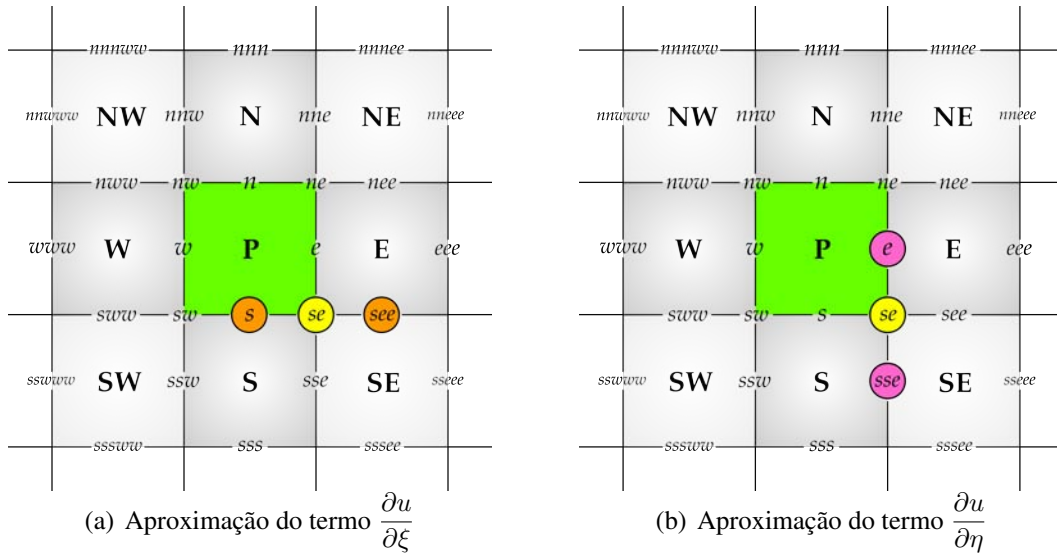 nnnww nnn nnnee
nnwww NW nnw N nne NE nneee
nww nw n ne nee
www W w P e E eee
sww sw s se see
sswww SW ssw S sse SE sseee
sssww sss sssee
(a) Aproximação do termo ∂u/∂ξ
nnnww nnn nnnee
nnwww NW nnw N nne NE nneee
nww nw n ne nee
www W w P e E eee
sww sw s se see
sswww SW ssw S sse SE sseee
sssww sss sssee
(b) Aproximação do termo ∂u/∂η